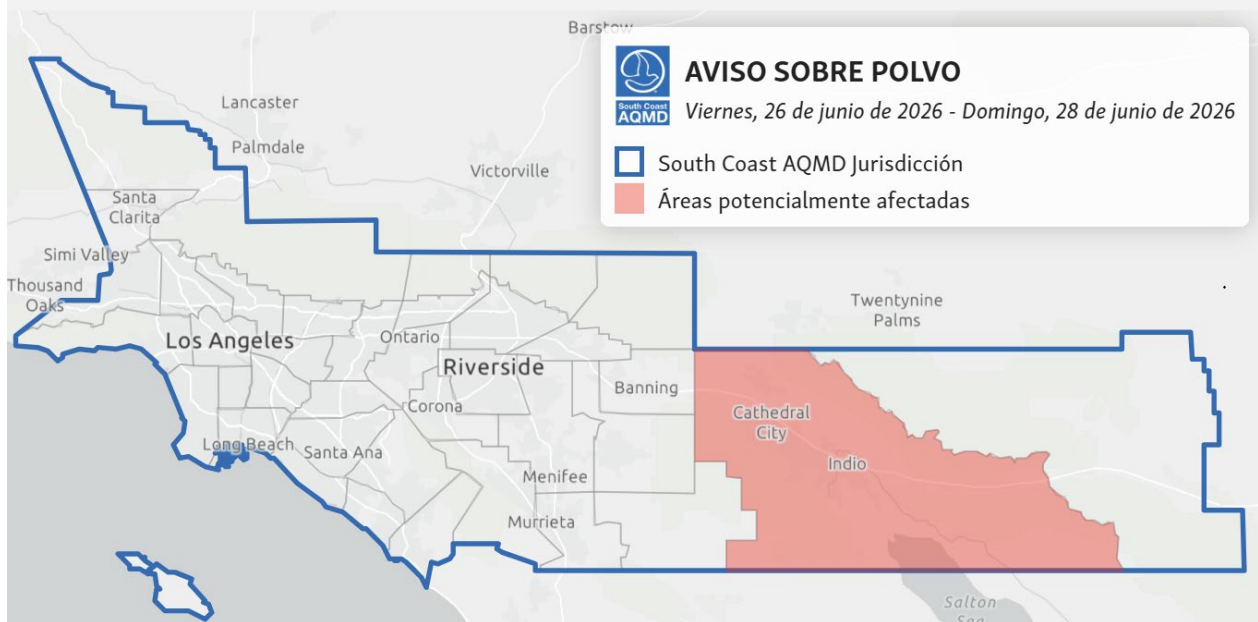 Barstow
South Coast
AQMD
AVISO SOBRE POLVO
Viernes, 26 de junio de 2026 - Domingo, 28 de junio de 2026
South Coast AQMD Jurisdicción
Áreas potencialmente afectadas
Lancaster
Palmdale
Victorville
Santa
Clarita
Simi Valley
Thousand
Oaks
Twentynine
Palms
Los Angeles
Ontario
Riverside
Banning
Corona
Cathedral
City
Long Beach
Santa Ana
Indio
Menifee
Murrieta
Salton
Sea